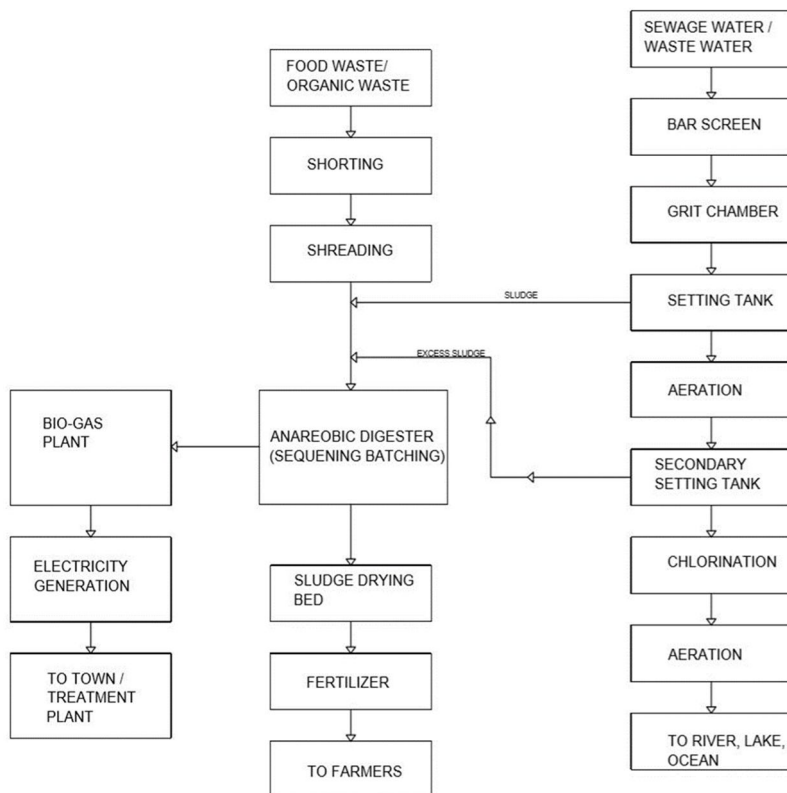 FOOD WASTE/
ORGANIC WASTE
SHORTING
SHREADING
SEWAGE WATER /
WASTE WATER
BAR SCREEN
GRIT CHAMBER
SLUDGE
SETTING TANK
AERATION
EXCESS SLUDGE
SECONDARY
SETTING TANK
CHLORINATION
AERATION
TO RIVER, LAKE,
OCEAN
ANAREOBIC DIGESTER
(SEQUENING BATCHING)
SLUDGE DRYING
BED
FERTILIZER
TO FARMERS
BIO-GAS
PLANT
ELECTRICITY
GENERATION
TO TOWN /
TREATMENT
PLANT